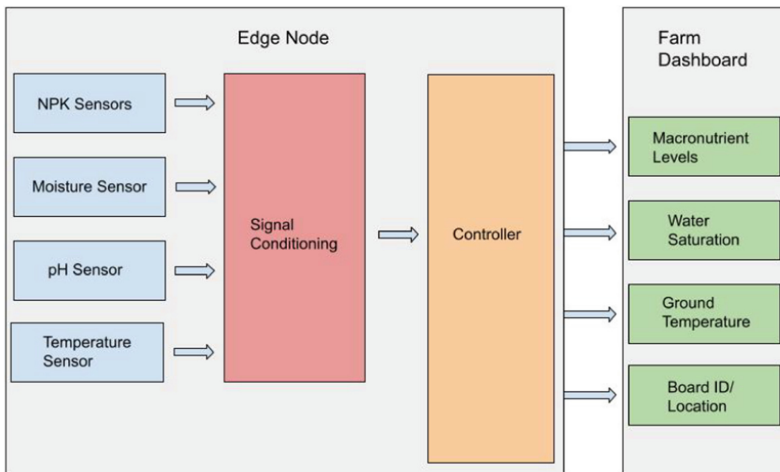 Edge Node
NPK Sensors
Moisture Sensor
pH Sensor
Temperature
Sensor
Signal
Conditioning
Controller
Farm
Dashboard
Macronutrient
Levels
Water
Saturation
Ground
Temperature
Board ID/
Location